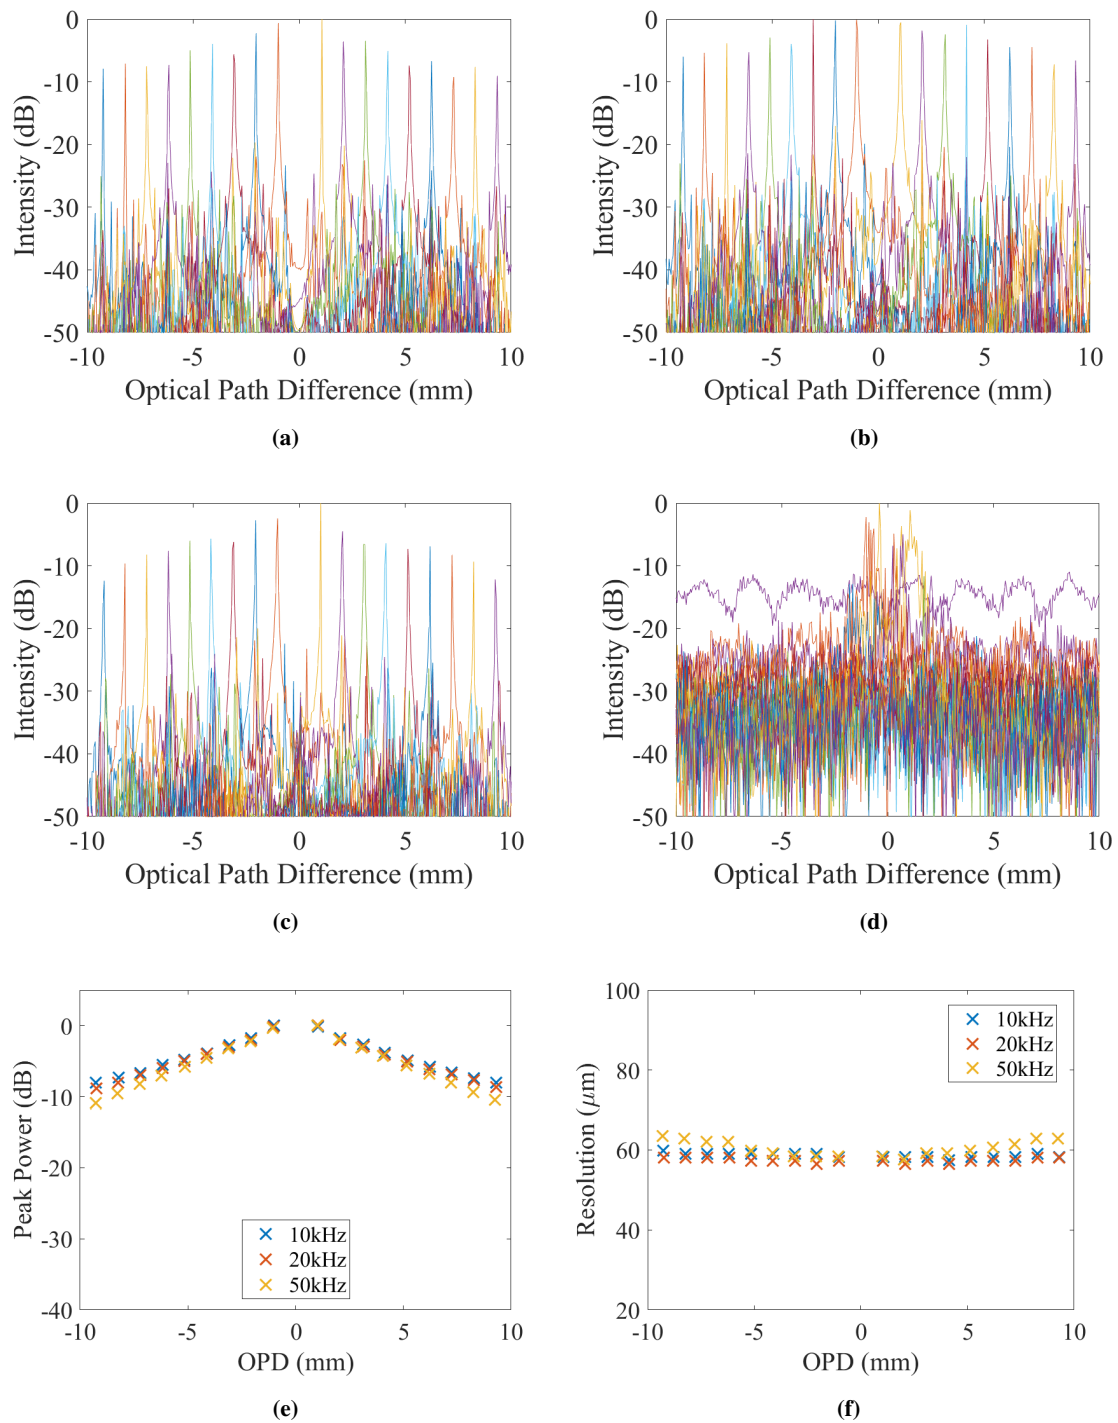 0
-10
-20
-30
-40
-50
-10
-5
0
5
10
Intensity (dB)
Optical Path Difference (mm)
(a)
0
-10
-20
-30
-40
-50
-10
-5
0
5
10
Intensity (dB)
Optical Path Difference (mm)
(b)
0
-10
-20
-30
-40
-50
-10
-5
0
5
10
Intensity (dB)
Optical Path Difference (mm)
(c)
0
-10
-20
-30
-40
-50
-10
-5
0
5
10
Intensity (dB)
Optical Path Difference (mm)
(d)
0
-10
-20
-30
-40
-10
-5
0
5
10
Peak Power (dB)
10kHz
20kHz
50kHz
OPD (mm)
(e)
100
80
60
40
20
-10
-5
0
5
10
Resolution (μm)
10kHz
20kHz
50kHz
OPD (mm)
(f)